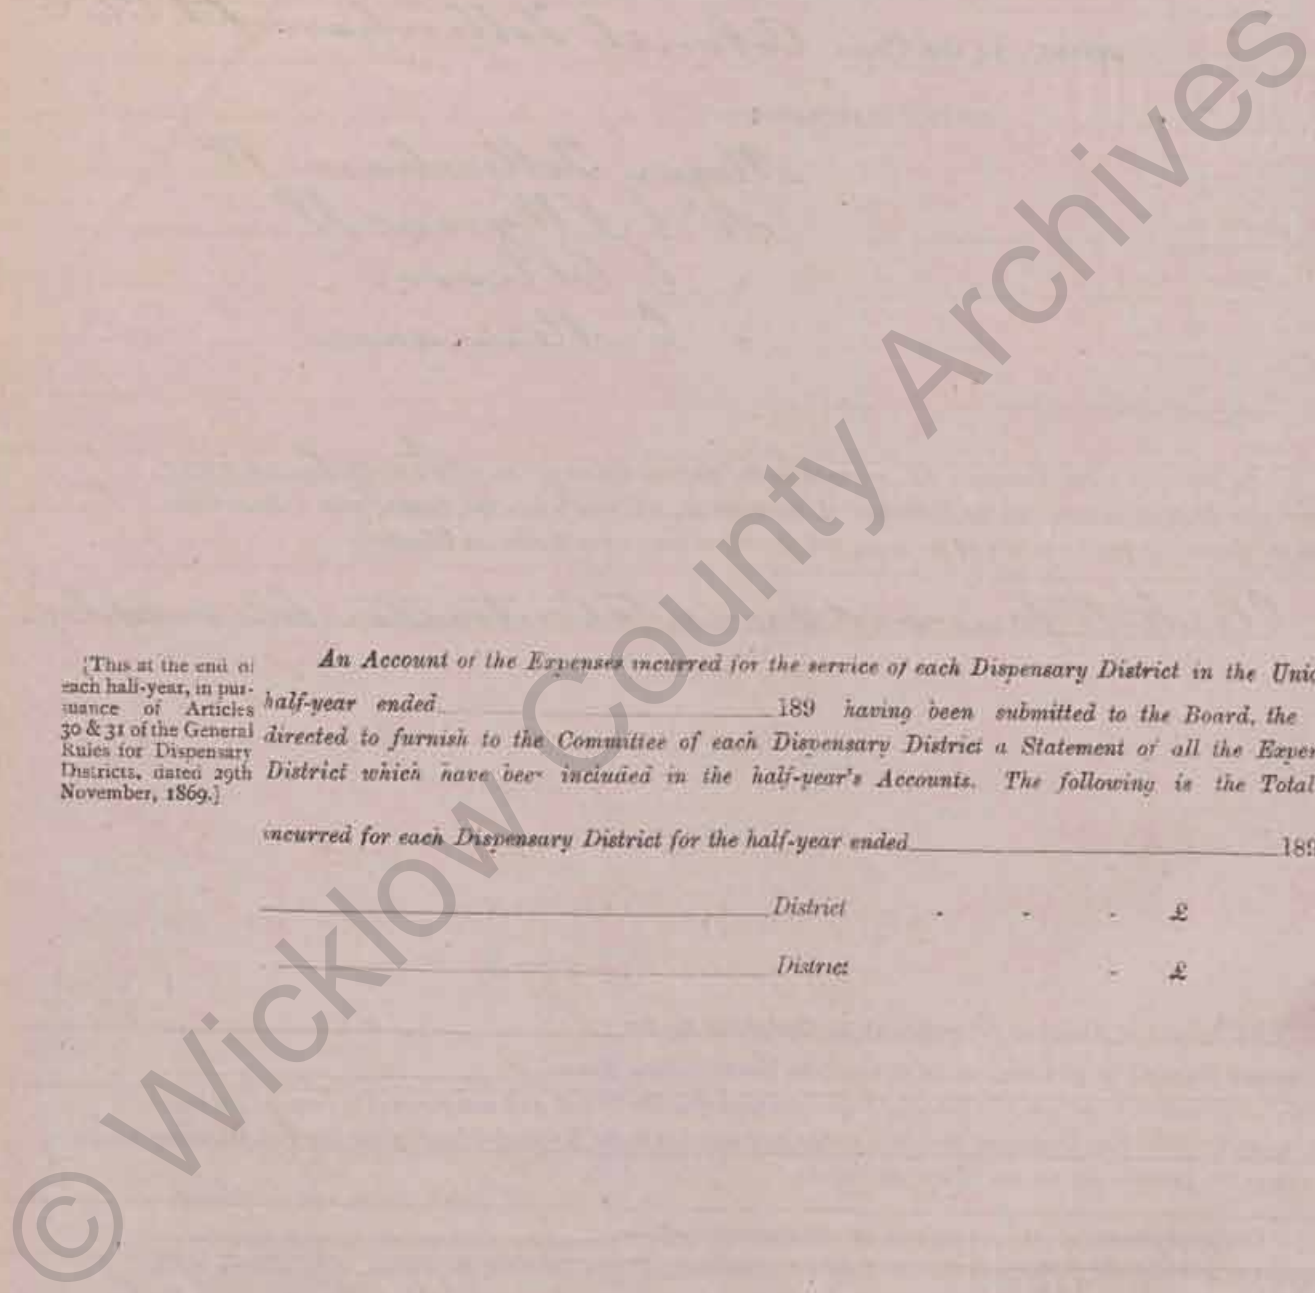 [This at the end of
each half-year, in pur-
suance of Articles
30 & 31 of the General
Rules for Dispensary
Districts, dated 29th
November, 1869.]
An Account of the Expenses incurred for the service of each Dispensary District in the Unio
half-year ended 189 having been submitted to the Board, the
directed to furnish to the Committee of each Dispensary District a Statement of all the Expen
District which have been included in the half-year's Accounts. The following is the Total
incurred for each Dispensary District for the half-year ended 189
District - - - £
District - £
© Wicklow County Archives